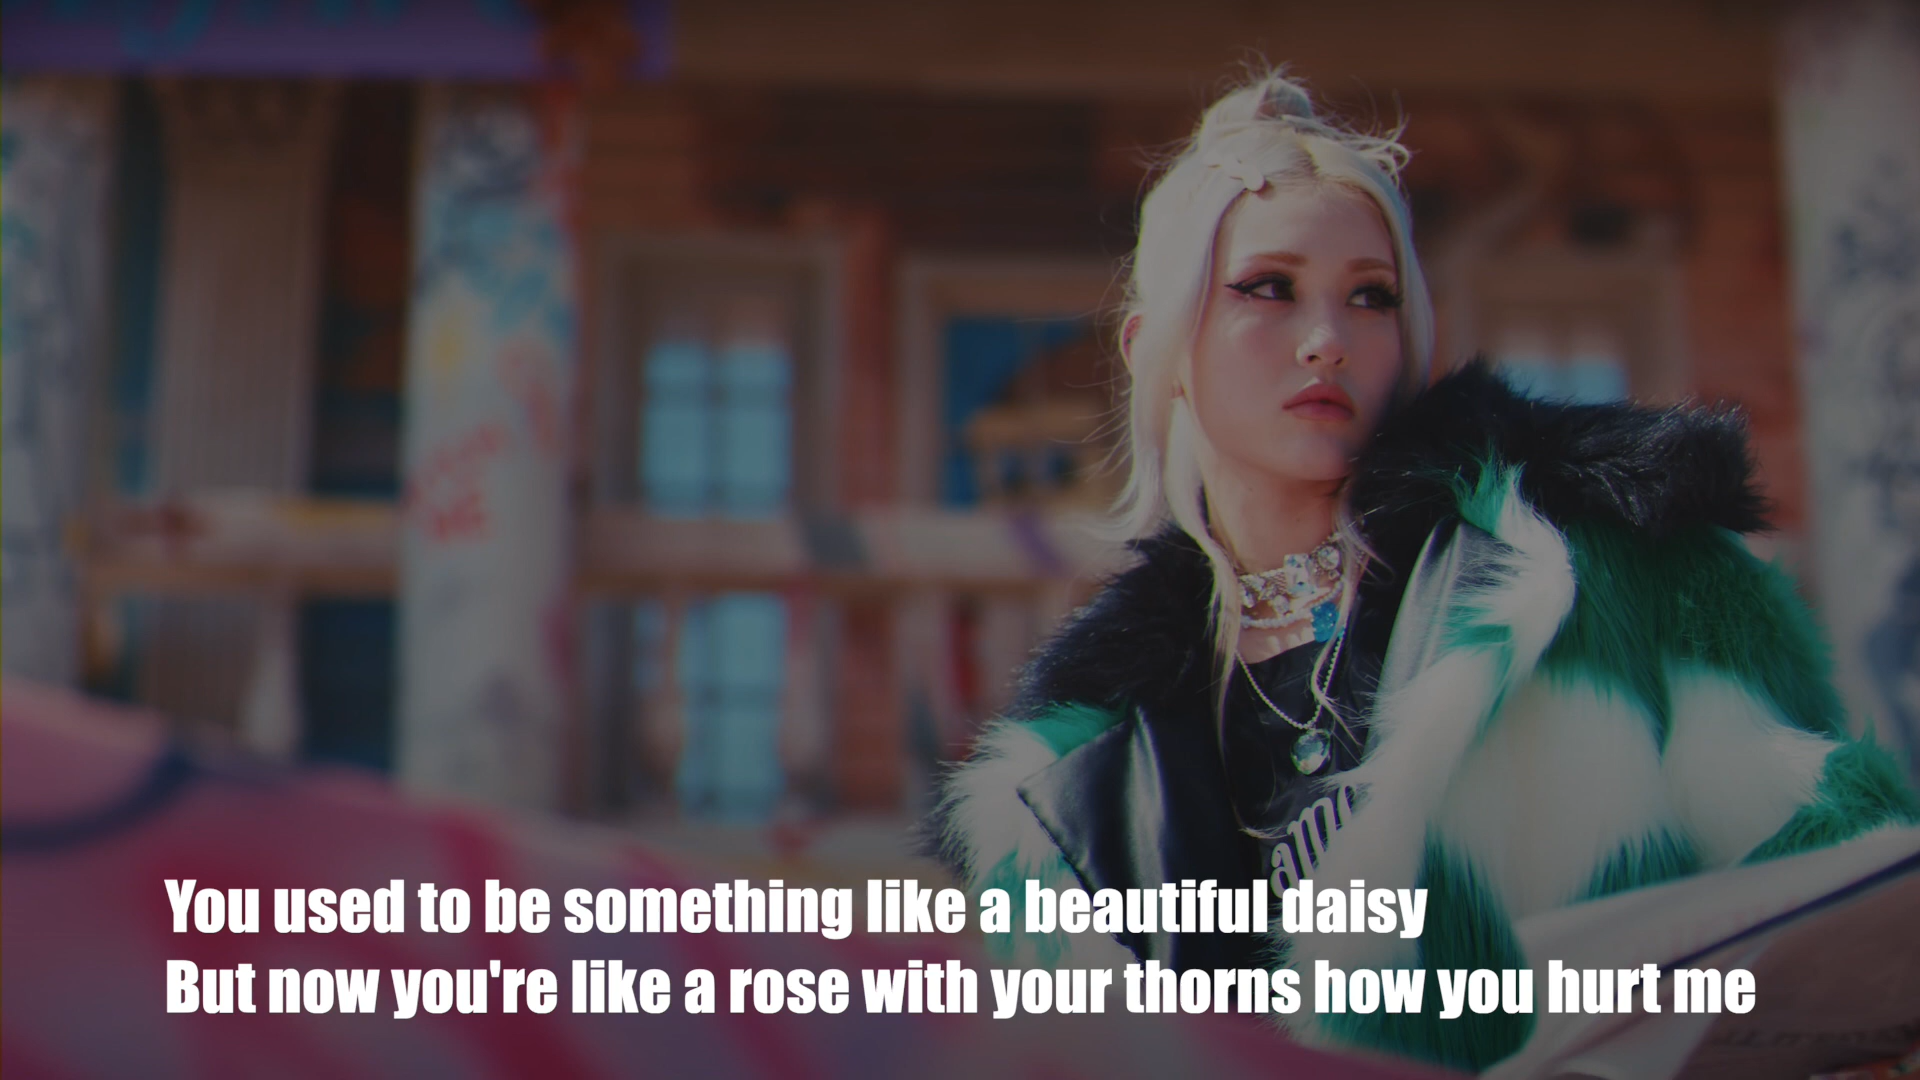 You used to be something like a beautiful daisy
But now you're like a rose with your thorns how you hurt me